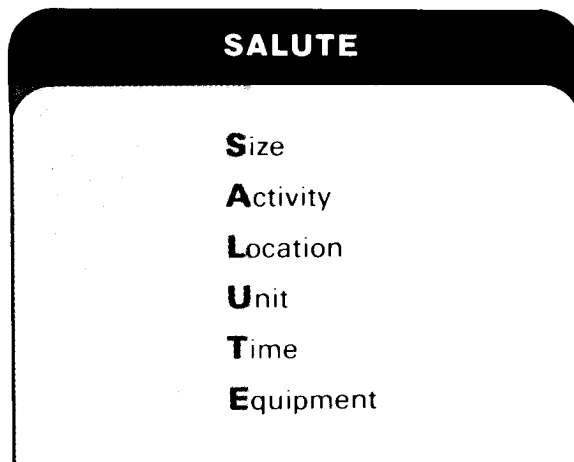 SALUTE
Size
Activity
Location
Unit
Time
Equipment